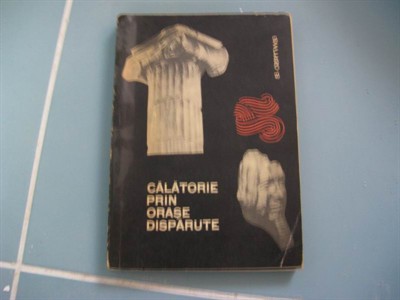 CĂLĂTORIE
PRIN
ORAȘE
DISPĂRUTE